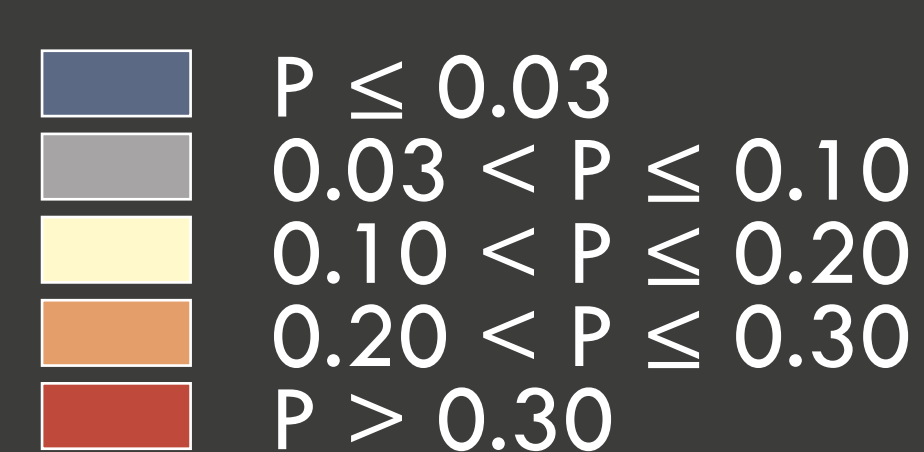 P ≤ 0.03
0.03 < P ≤ 0.10
0.10 < P ≤ 0.20
0.20 < P ≤ 0.30
P > 0.30